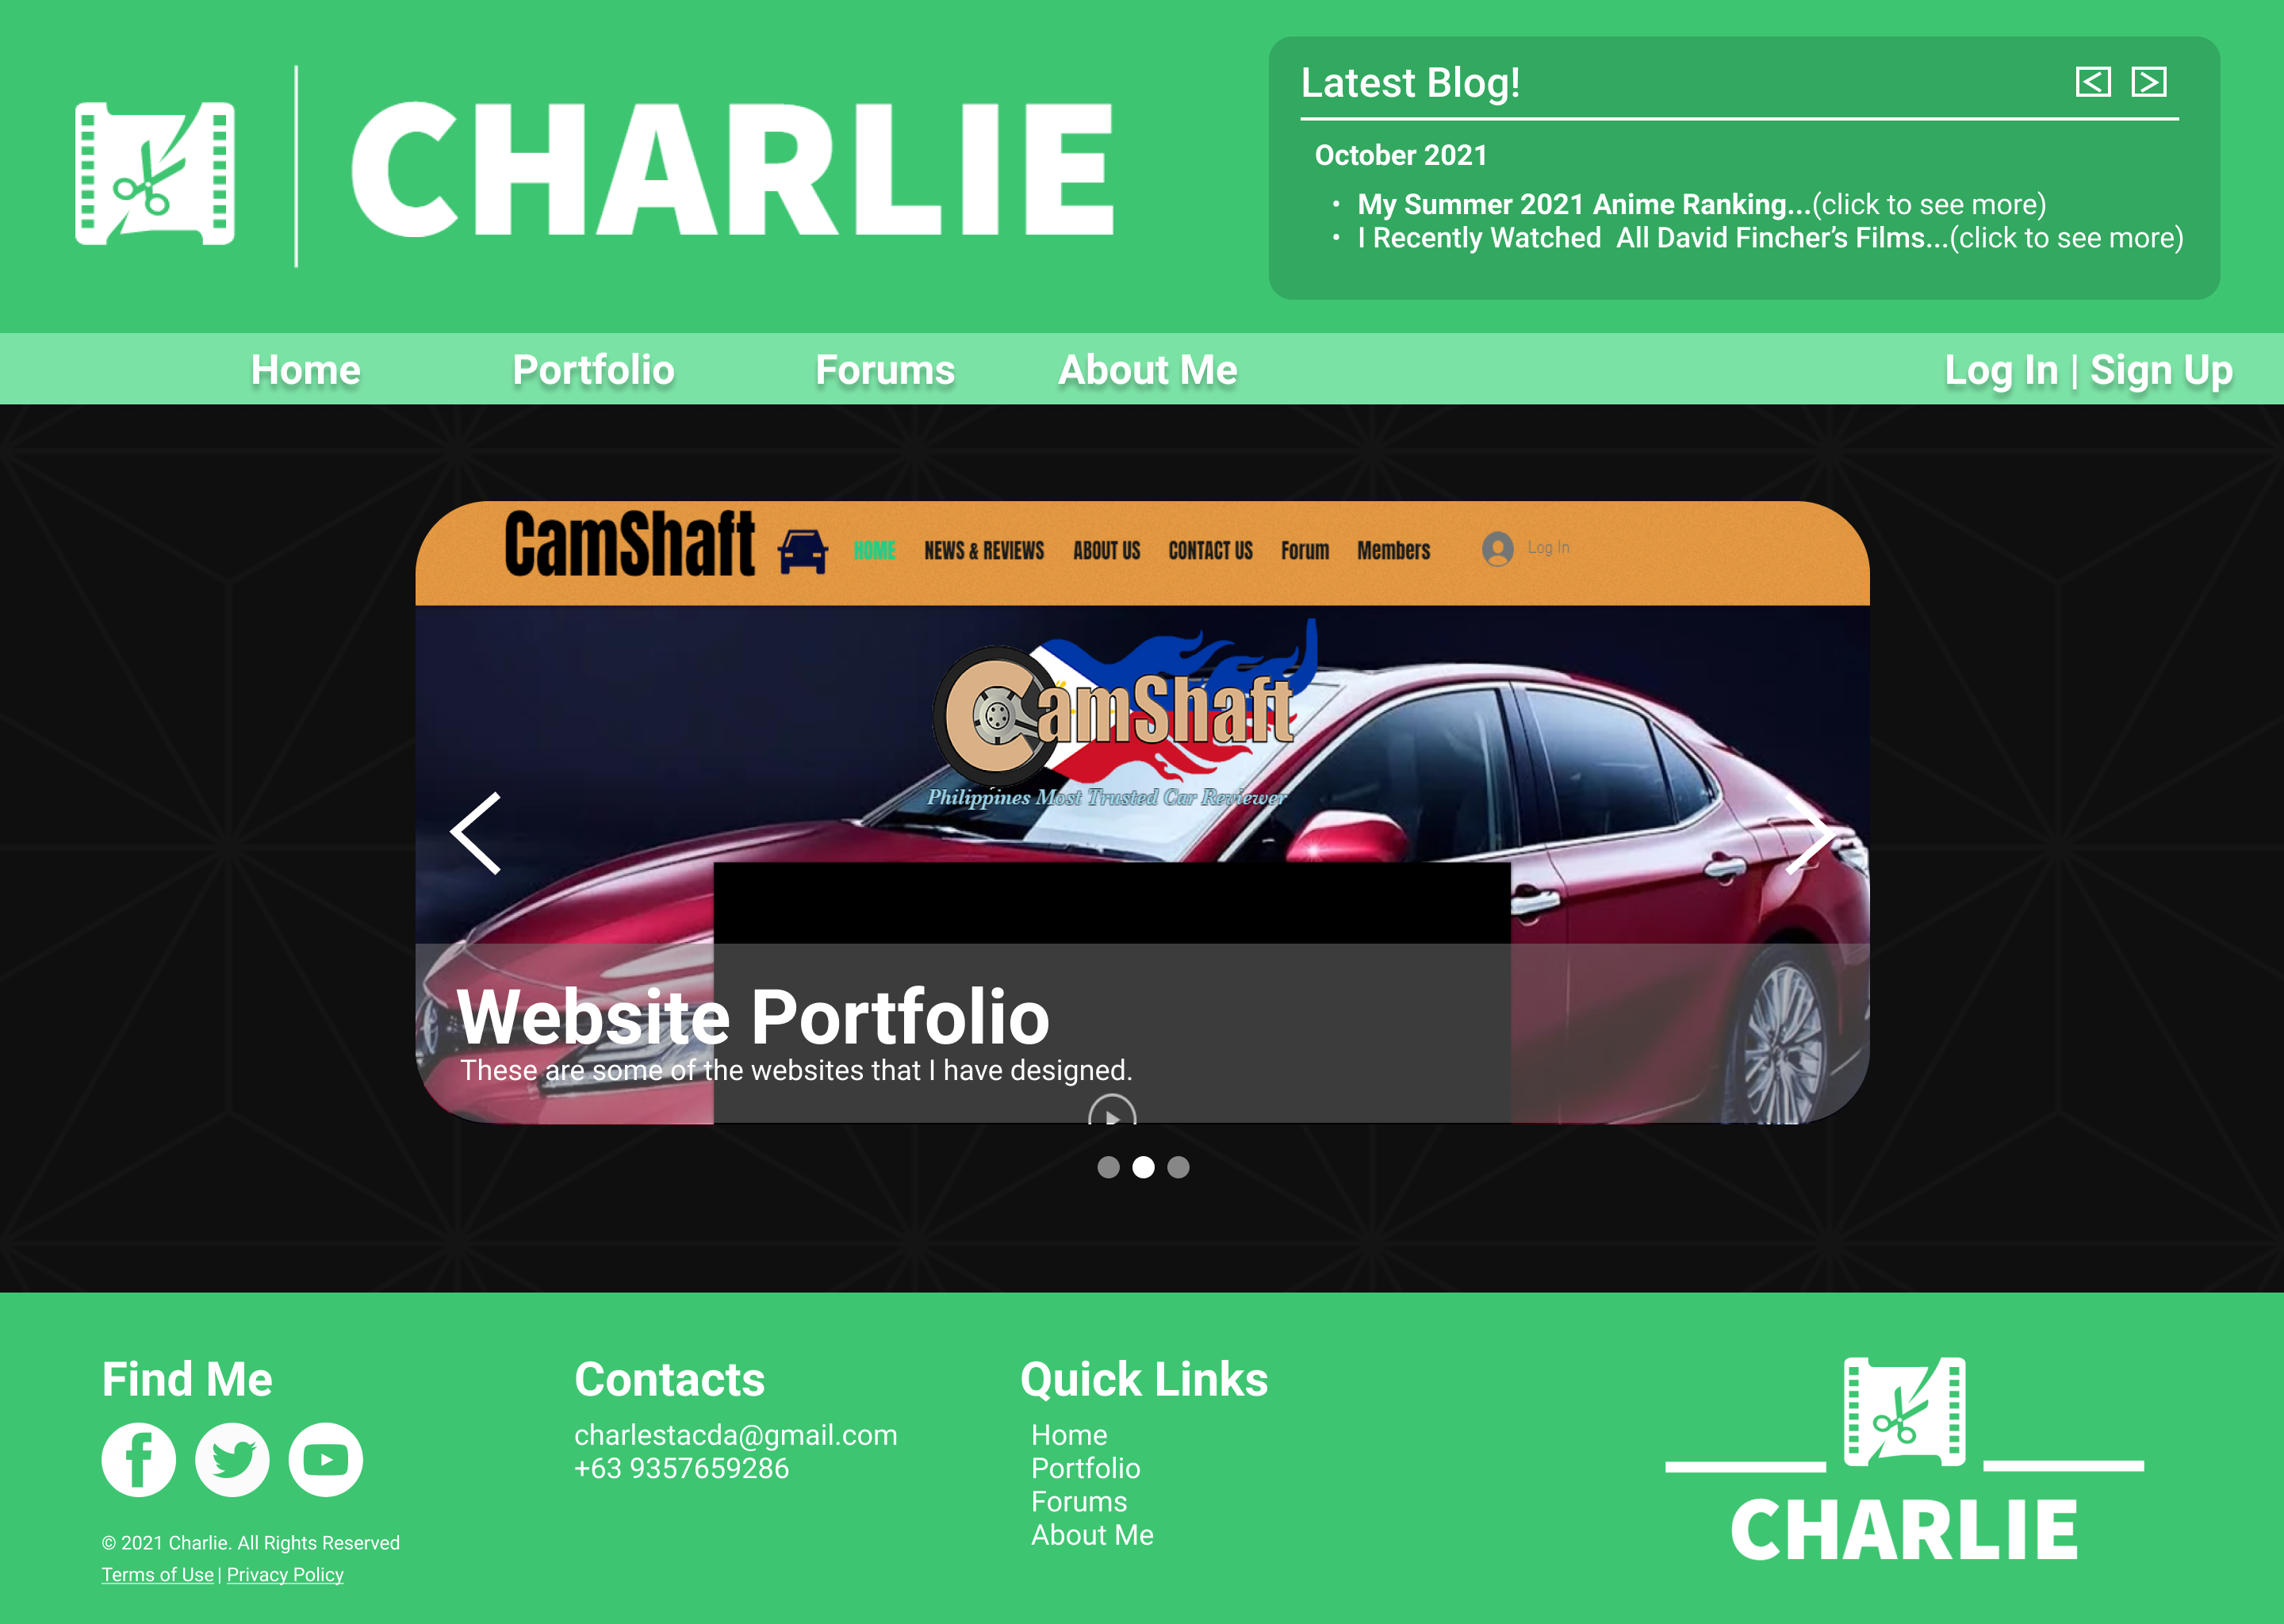 CHARLIE
Latest Blog!
October 2021
• My Summer 2021 Anime Ranking...(click to see more)
• I Recently Watched  All David Fincher’s Films...(click to see more)
Home Portfolio Forums About Me Log In | Sign Up
CamShaft HOME NEWS & REVIEWS ABOUT US CONTACT US Forum Members Log In
CamShaft
Philippines Most Trusted Car Reviewer
Website Portfolio
These are some of the websites that I have designed.
Find Me
Contacts
charlestacda@gmail.com
+63 9357659286
Quick Links
Home
Portfolio
Forums
About Me
© 2021 Charlie. All Rights Reserved
Terms of Use | Privacy Policy
CHARLIE